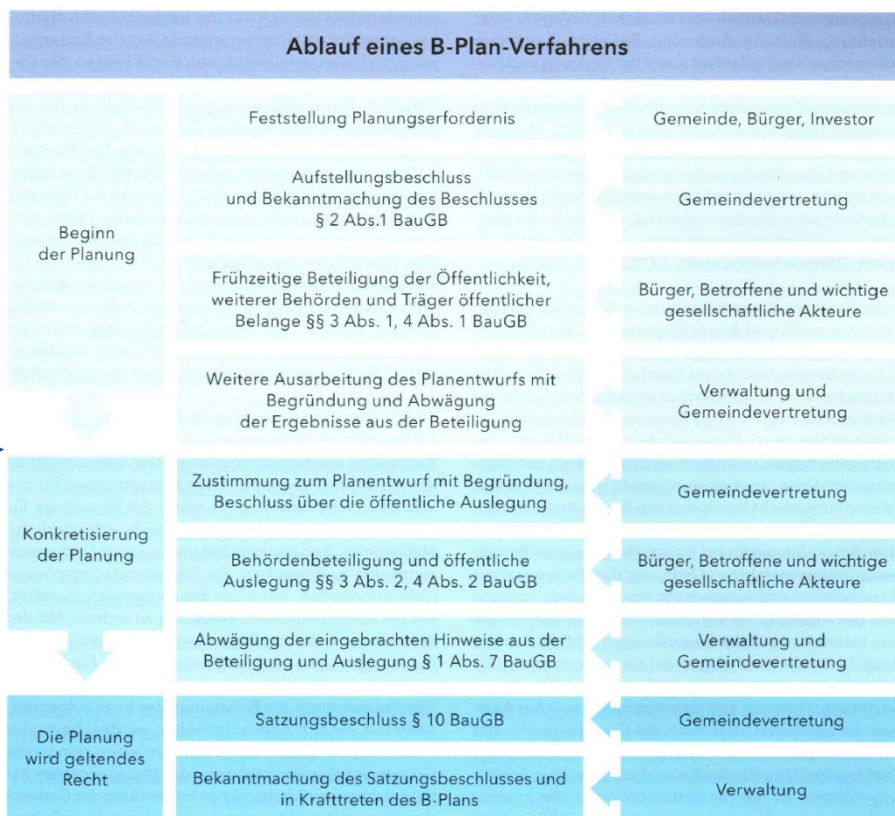 Ablauf eines B-Plan-Verfahrens
Beginn
der Planung
Feststellung Planungserfordernis
Gemeinde, Bürger, Investor
Aufstellungsbeschluss
und Bekanntmachung des Beschlusses
§ 2 Abs.1 BauGB
Gemeindevertretung
Frühzeitige Beteiligung der Öffentlichkeit,
weiterer Behörden und Träger öffentlicher
Belange §§ 3 Abs. 1, 4 Abs. 1 BauGB
Bürger, Betroffene und wichtige
gesellschaftliche Akteure
Weitere Ausarbeitung des Planentwurfs mit
Begründung und Abwägung
der Ergebnisse aus der Beteiligung
Verwaltung und
Gemeindevertretung
Konkretisierung
der Planung
Zustimmung zum Planentwurf mit Begründung,
Beschluss über die öffentliche Auslegung
Gemeindevertretung
Behördenbeteiligung und öffentliche
Auslegung §§ 3 Abs. 2, 4 Abs. 2 BauGB
Bürger, Betroffene und wichtige
gesellschaftliche Akteure
Abwägung der eingebrachten Hinweise aus der
Beteiligung und Auslegung § 1 Abs. 7 BauGB
Verwaltung und
Gemeindevertretung
Die Planung
wird geltendes
Recht
Satzungsbeschluss § 10 BauGB
Gemeindevertretung
Bekanntmachung des Satzungsbeschlusses und
in Krafttreten des B-Plans
Verwaltung